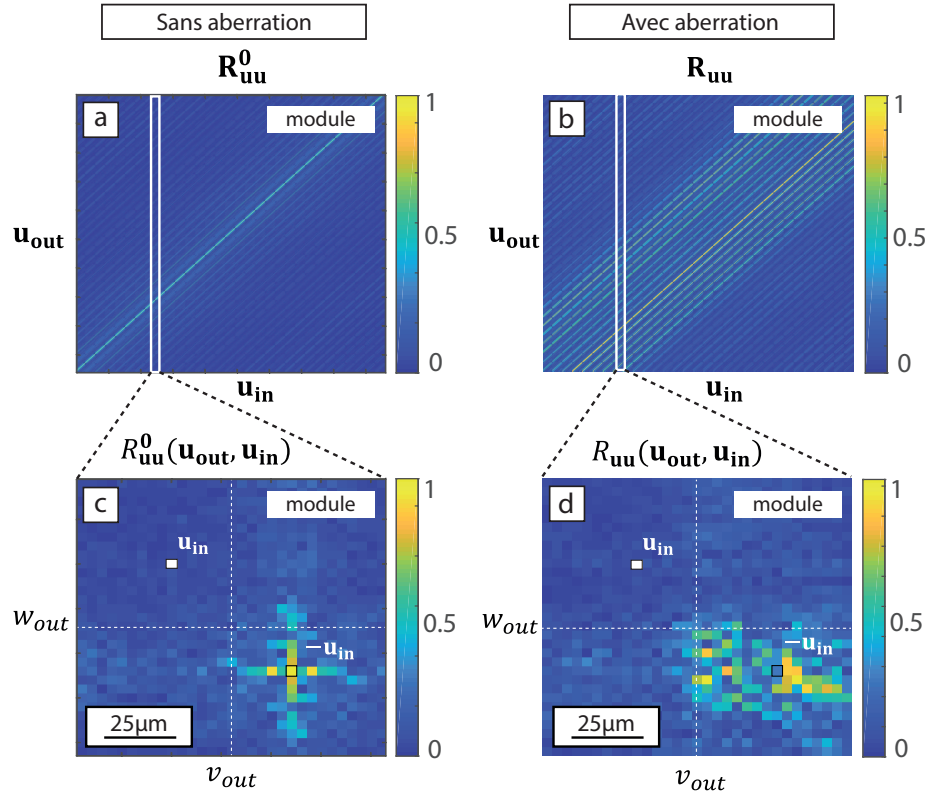 Sans aberration
Avec aberration
R⁰uu
Ruu
a
module
1
0.5
0
uout
uin
b
module
1
0.5
0
uout
uin
R⁰uu(uout, uin)
Ruu(uout, uin)
c
module
uin
−uin
25µm
wout
vout
1
0.5
0
d
module
uin
−uin
25µm
wout
vout
1
0.5
0